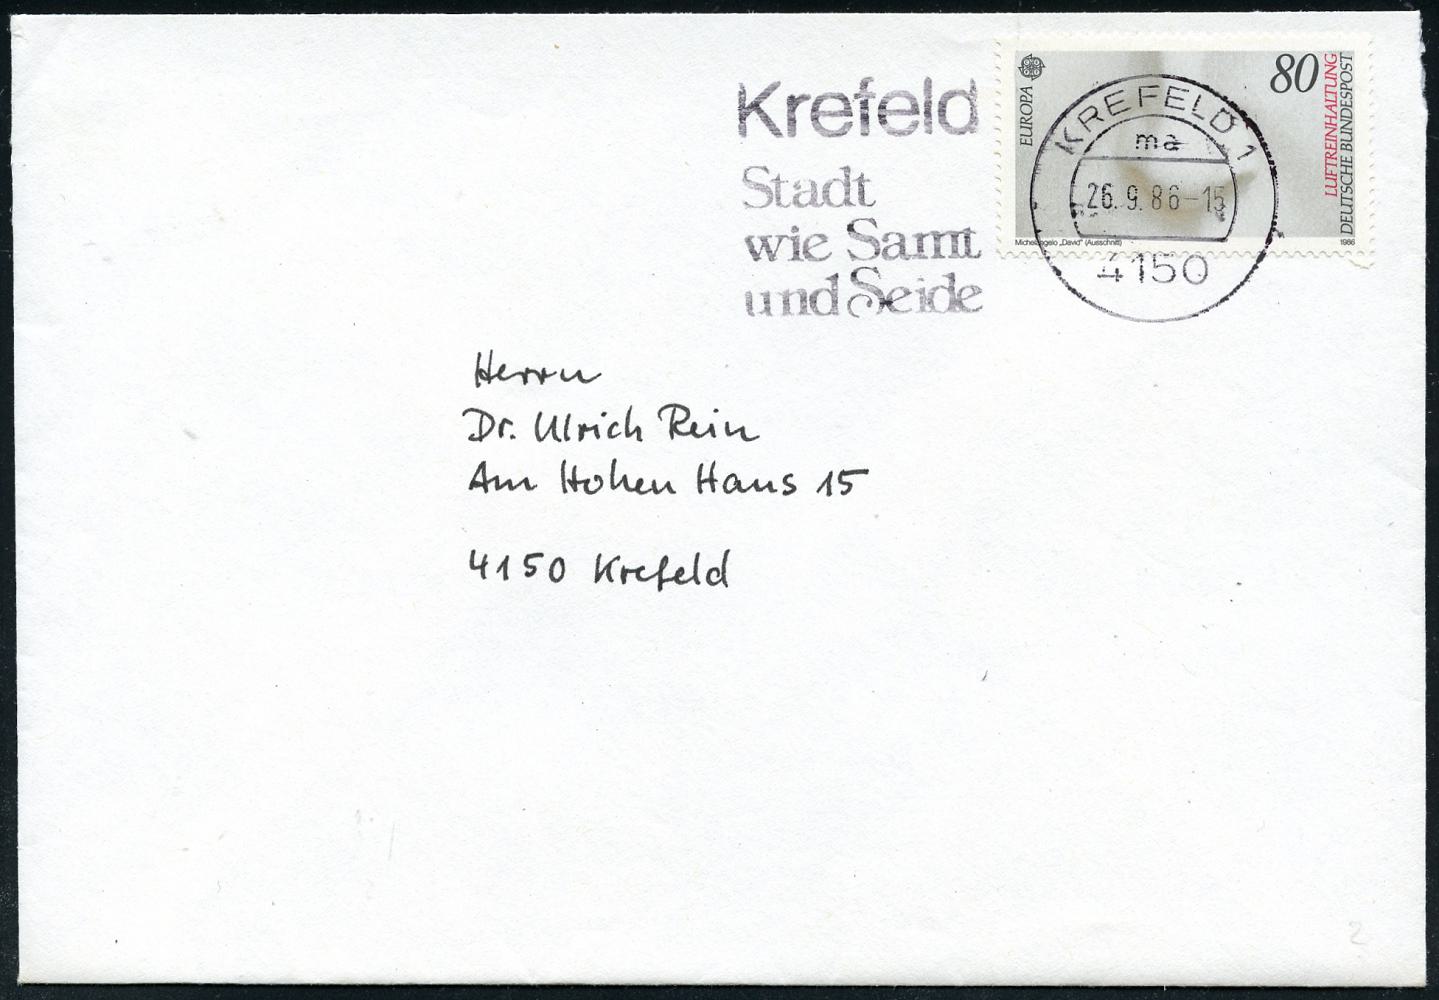 Krefeld
Stadt
wie Samt
und Seide
EUROPA
80
LUFTREINHALTUNG
DEUTSCHE BUNDESPOST
Michelangelo „David" (Ausschnitt)
1986
KREFELD 1
ma
26.9.86-15
4150
Herrn
Dr. Ulrich Rein
Am Hohen Haus 15
4150 Krefeld
2